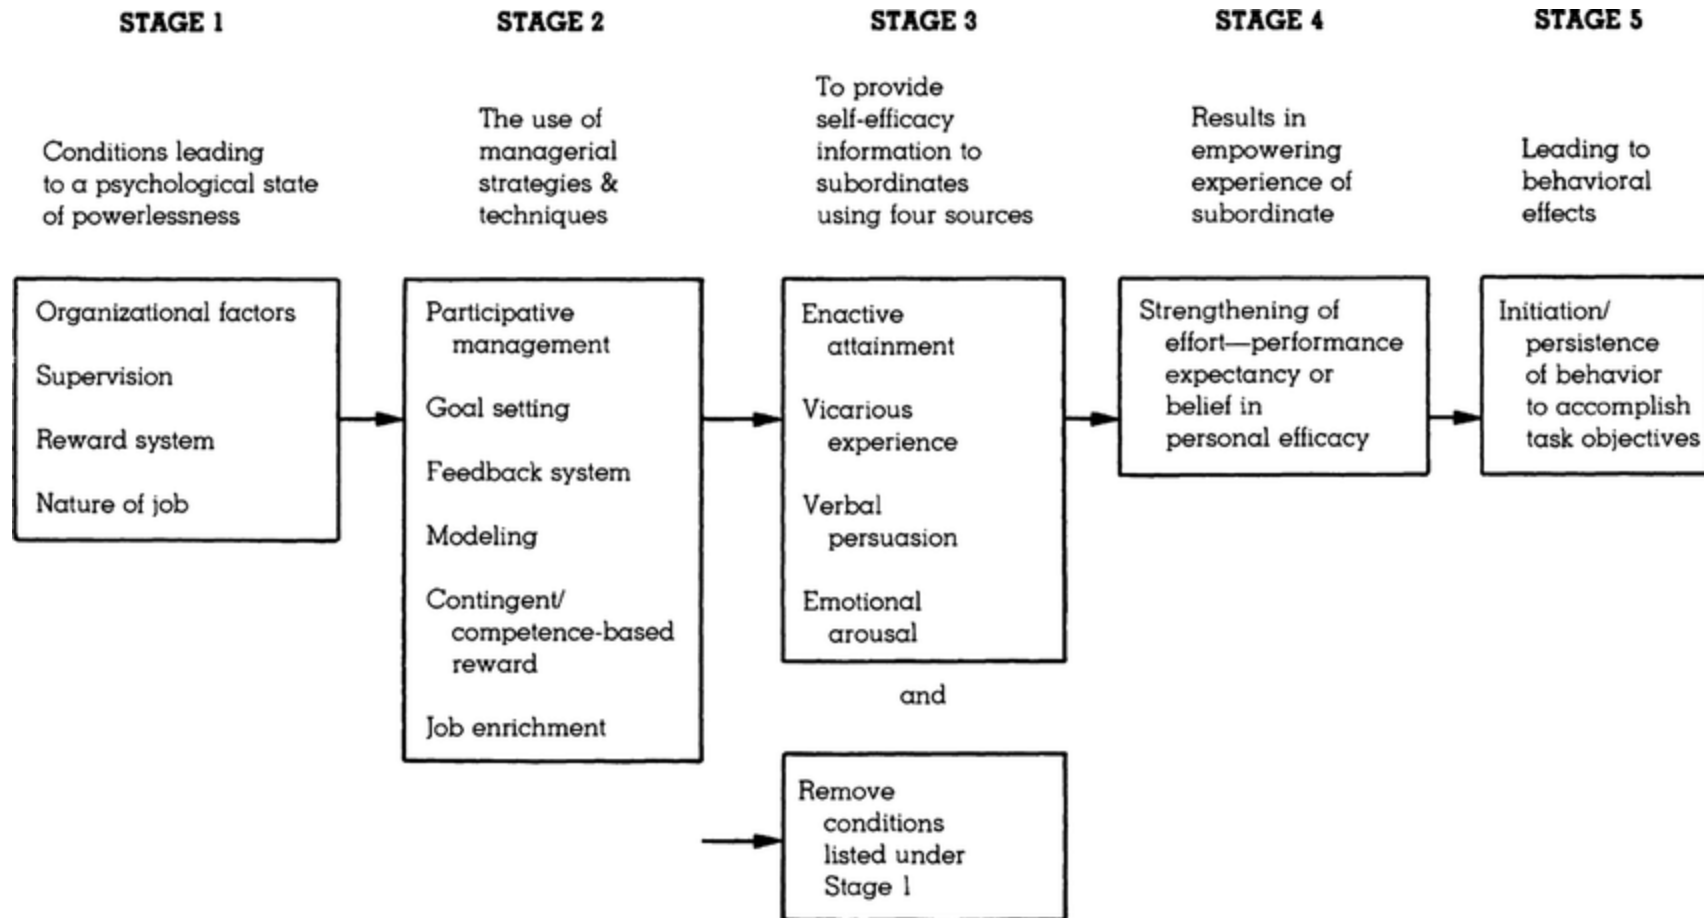 STAGE 1
Conditions leading
to a psychological state
of powerlessness
Organizational factors
Supervision
Reward system
Nature of job
STAGE 2
The use of
managerial
strategies &
techniques
Participative
management
Goal setting
Feedback system
Modeling
Contingent/
competence-based
reward
Job enrichment
STAGE 3
To provide
self-efficacy
information to
subordinates
using four sources
Enactive
attainment
Vicarious
experience
Verbal
persuasion
Emotional
arousal
and
Remove
conditions
listed under
Stage 1
STAGE 4
Results in
empowering
experience of
subordinate
Strengthening of
effort—performance
expectancy or
belief in
personal efficacy
STAGE 5
Leading to
behavioral
effects
Initiation/
persistence
of behavior
to accomplish
task objectives